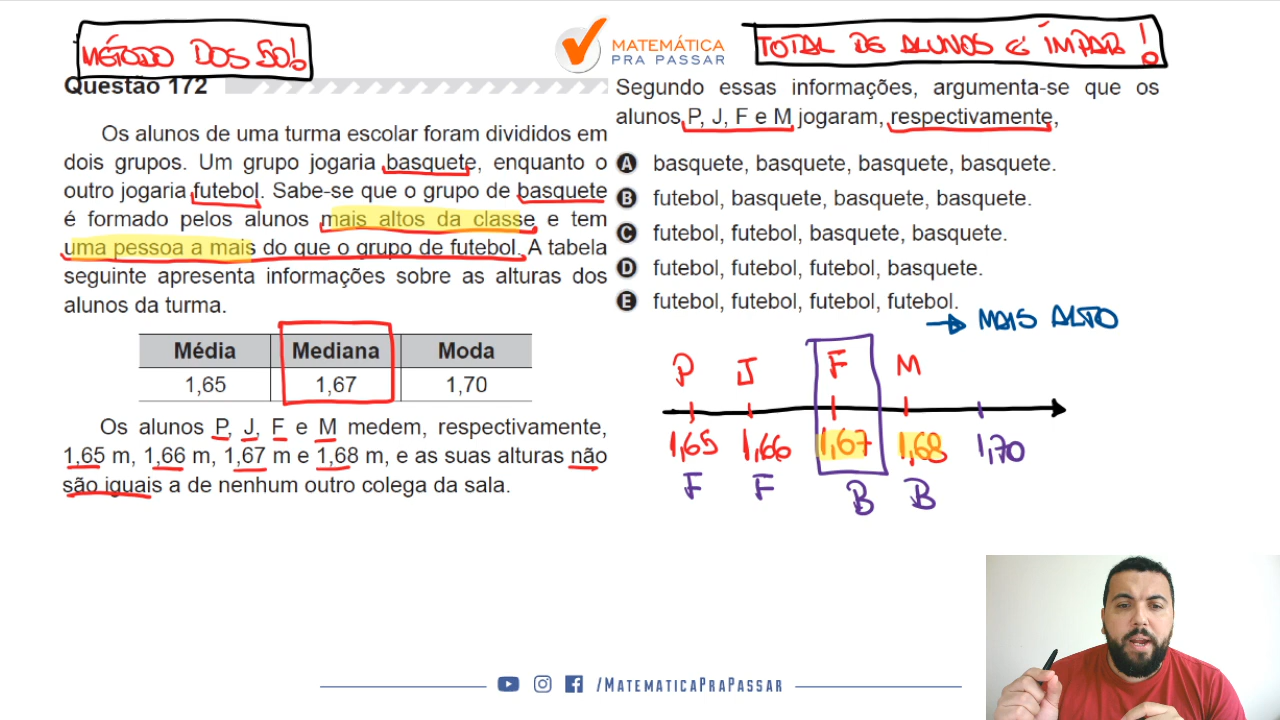 MÉTODO DOS 50!
MATEMÁTICA
PRA PASSAR
TOTAL DE ALUNOS É ÍMPAR!
Questão 172
Os alunos de uma turma escolar foram divididos em
dois grupos. Um grupo jogaria basquete, enquanto o
outro jogaria futebol. Sabe-se que o grupo de basquete
é formado pelos alunos mais altos da classe e tem
uma pessoa a mais do que o grupo de futebol. A tabela
seguinte apresenta informações sobre as alturas dos
alunos da turma.
Média Mediana Moda
1,65 1,67 1,70
Os alunos P, J, F e M medem, respectivamente,
1,65 m, 1,66 m, 1,67 m e 1,68 m, e as suas alturas não
são iguais a de nenhum outro colega da sala.
Segundo essas informações, argumenta-se que os
alunos P, J, F e M jogaram, respectivamente,
A basquete, basquete, basquete, basquete.
B futebol, basquete, basquete, basquete.
C futebol, futebol, basquete, basquete.
D futebol, futebol, futebol, basquete.
E futebol, futebol, futebol, futebol.
→ MAIS ALTO
P J F M
1,65 1,66 1,67 1,68 1,70
F F B B
/MatematicaPraPassar